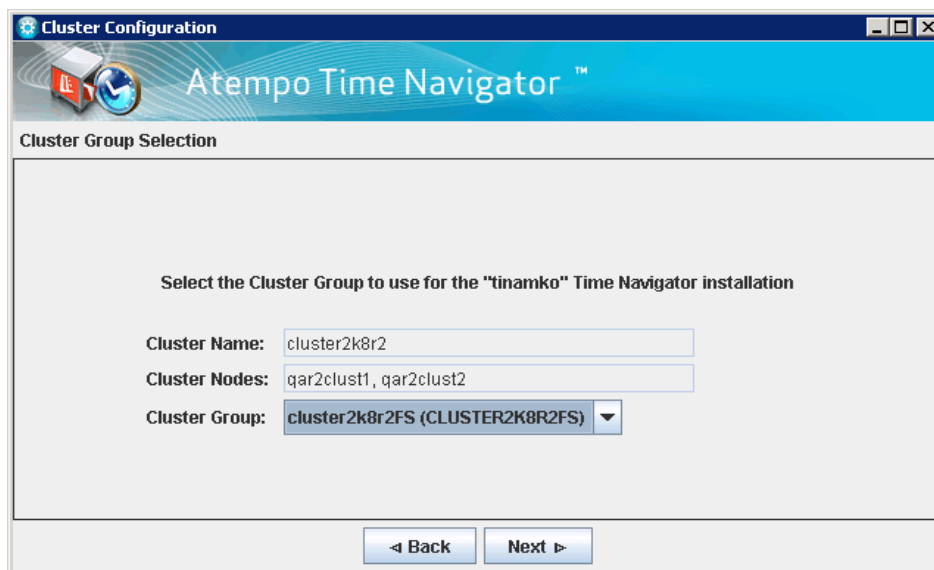 Cluster Configuration
Atempo Time Navigator ™
Cluster Group Selection
Select the Cluster Group to use for the "tinamko" Time Navigator installation
Cluster Name: cluster2k8r2
Cluster Nodes: qar2clust1, qar2clust2
Cluster Group: cluster2k8r2FS (CLUSTER2K8R2FS)
Back Next